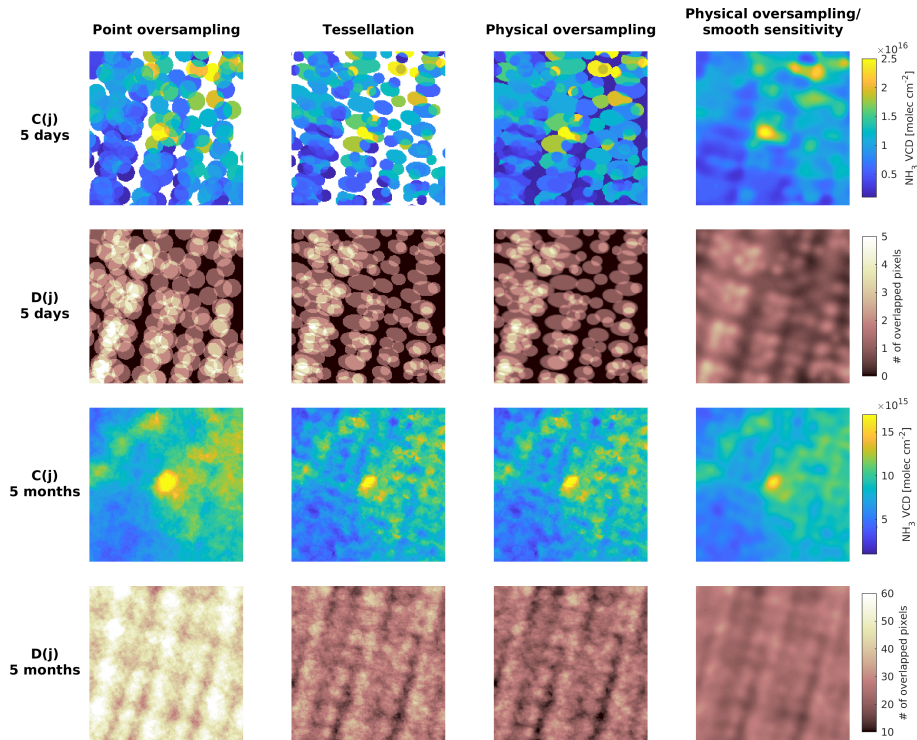 Point oversampling
Tessellation
Physical oversampling
Physical oversampling/
smooth sensitivity
C(j)
5 days
×10^16
2.5
2
1.5
1
0.5
NH₃ VCD [molec cm⁻²]
D(j)
5 days
5
4
3
2
1
0
# of overlapped pixels
C(j)
5 months
×10^15
15
10
5
NH₃ VCD [molec cm⁻²]
D(j)
5 months
60
50
40
30
20
10
# of overlapped pixels